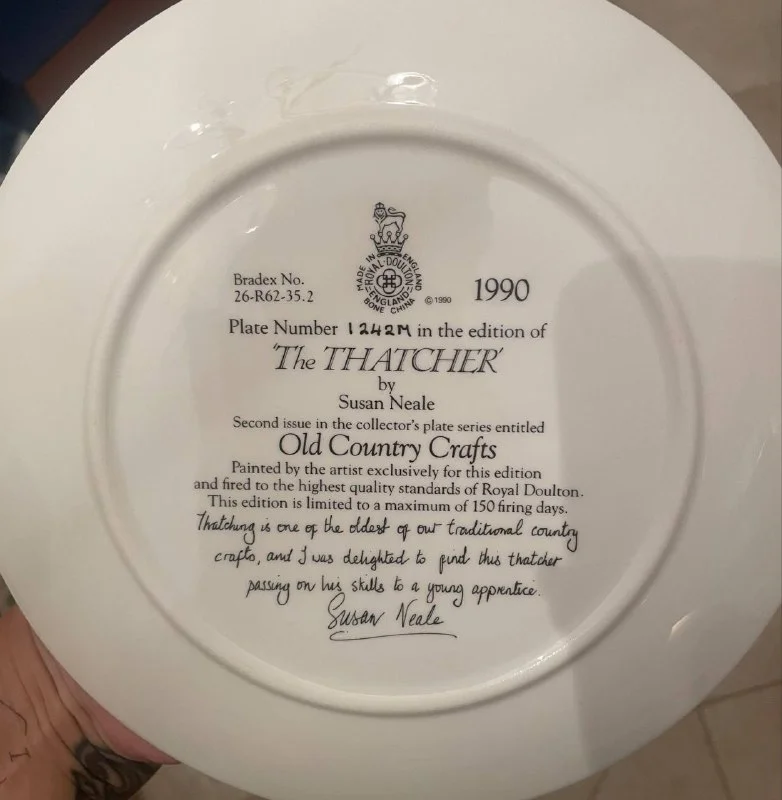 MADE IN ENGLAND
ROYAL·DOULTON
ENGLAND
BONE CHINA
© 1990
1990
Bradex No.
26-R62-35.2
Plate Number 1242M in the edition of
'The THATCHER'
by
Susan Neale
Second issue in the collector's plate series entitled
Old Country Crafts
Painted by the artist exclusively for this edition
and fired to the highest quality standards of Royal Doulton.
This edition is limited to a maximum of 150 firing days.
Thatching is one of the oldest of our traditional country
crafts, and I was delighted to find this thatcher
passing on his skills to a young apprentice.
Susan Neale